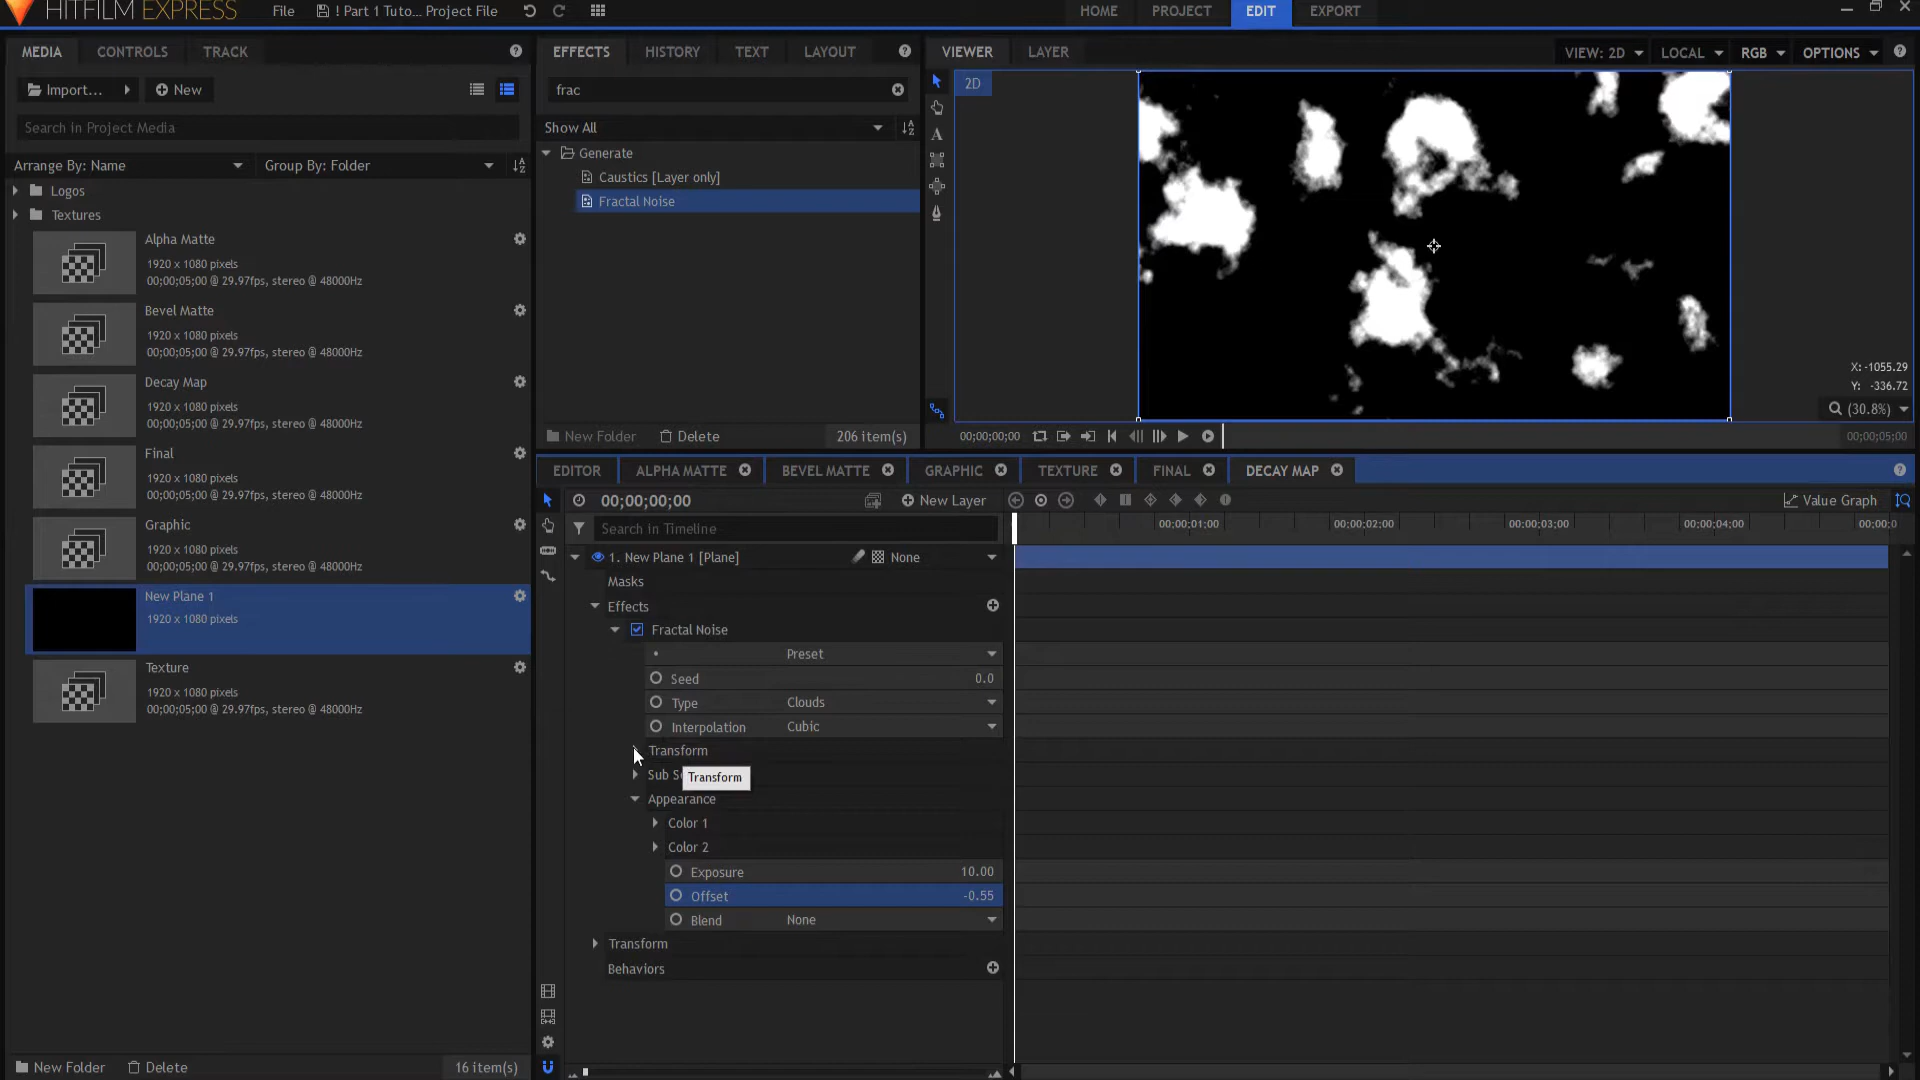 HITFILM EXPRESS
File
! Part 1 Tuto... Project File
HOME
PROJECT
EDIT
EXPORT
MEDIA
CONTROLS
TRACK
Import...
New
Search in Project Media
Arrange By: Name
Group By: Folder
Logos
Textures
Alpha Matte
1920 x 1080 pixels
00;00;05;00 @ 29.97fps, stereo @ 48000Hz
Bevel Matte
1920 x 1080 pixels
00;00;05;00 @ 29.97fps, stereo @ 48000Hz
Decay Map
1920 x 1080 pixels
00;00;05;00 @ 29.97fps, stereo @ 48000Hz
Final
1920 x 1080 pixels
00;00;05;00 @ 29.97fps, stereo @ 48000Hz
Graphic
1920 x 1080 pixels
00;00;05;00 @ 29.97fps, stereo @ 48000Hz
New Plane 1
1920 x 1080 pixels
Texture
1920 x 1080 pixels
00;00;05;00 @ 29.97fps, stereo @ 48000Hz
New Folder
Delete
16 item(s)
EFFECTS
HISTORY
TEXT
LAYOUT
frac
Show All
Generate
Caustics [Layer only]
Fractal Noise
New Folder
Delete
206 item(s)
VIEWER
LAYER
VIEW: 2D
LOCAL
RGB
OPTIONS
2D
X: -1055.29
Y: -336.72
(30.8%)
00;00;00;00
00;00;05;00
EDITOR
ALPHA MATTE
BEVEL MATTE
GRAPHIC
TEXTURE
FINAL
DECAY MAP
00;00;00;00
New Layer
Value Graph
Search in Timeline
00;00;01;00
00;00;02;00
00;00;03;00
00;00;04;00
00;00;0
1. New Plane 1 [Plane]
None
Masks
Effects
Fractal Noise
Preset
Seed 0.0
Type Clouds
Interpolation Cubic
Transform
Sub S
Transform
Appearance
Color 1
Color 2
Exposure 10.00
Offset -0.55
Blend None
Transform
Behaviors